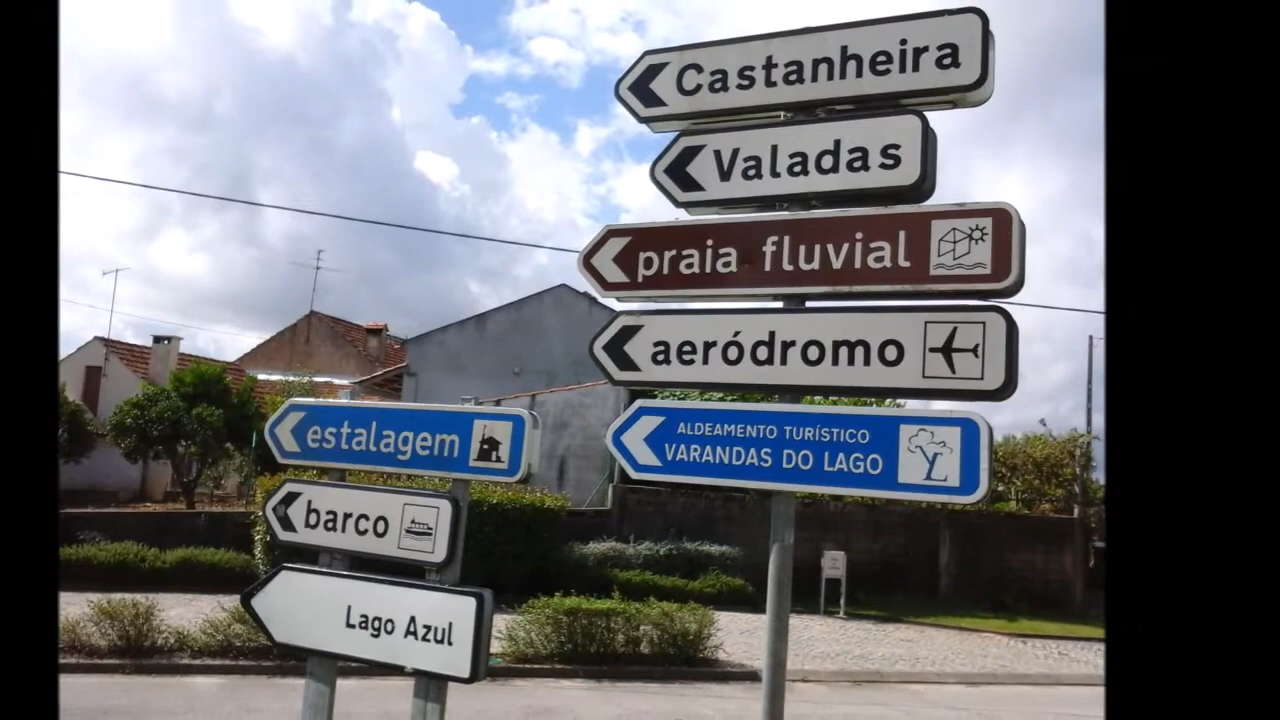 Castanheira
Valadas
praia fluvial
aeródromo
ALDEAMENTO TURÍSTICO
VARANDAS DO LAGO
estalagem
barco
Lago Azul